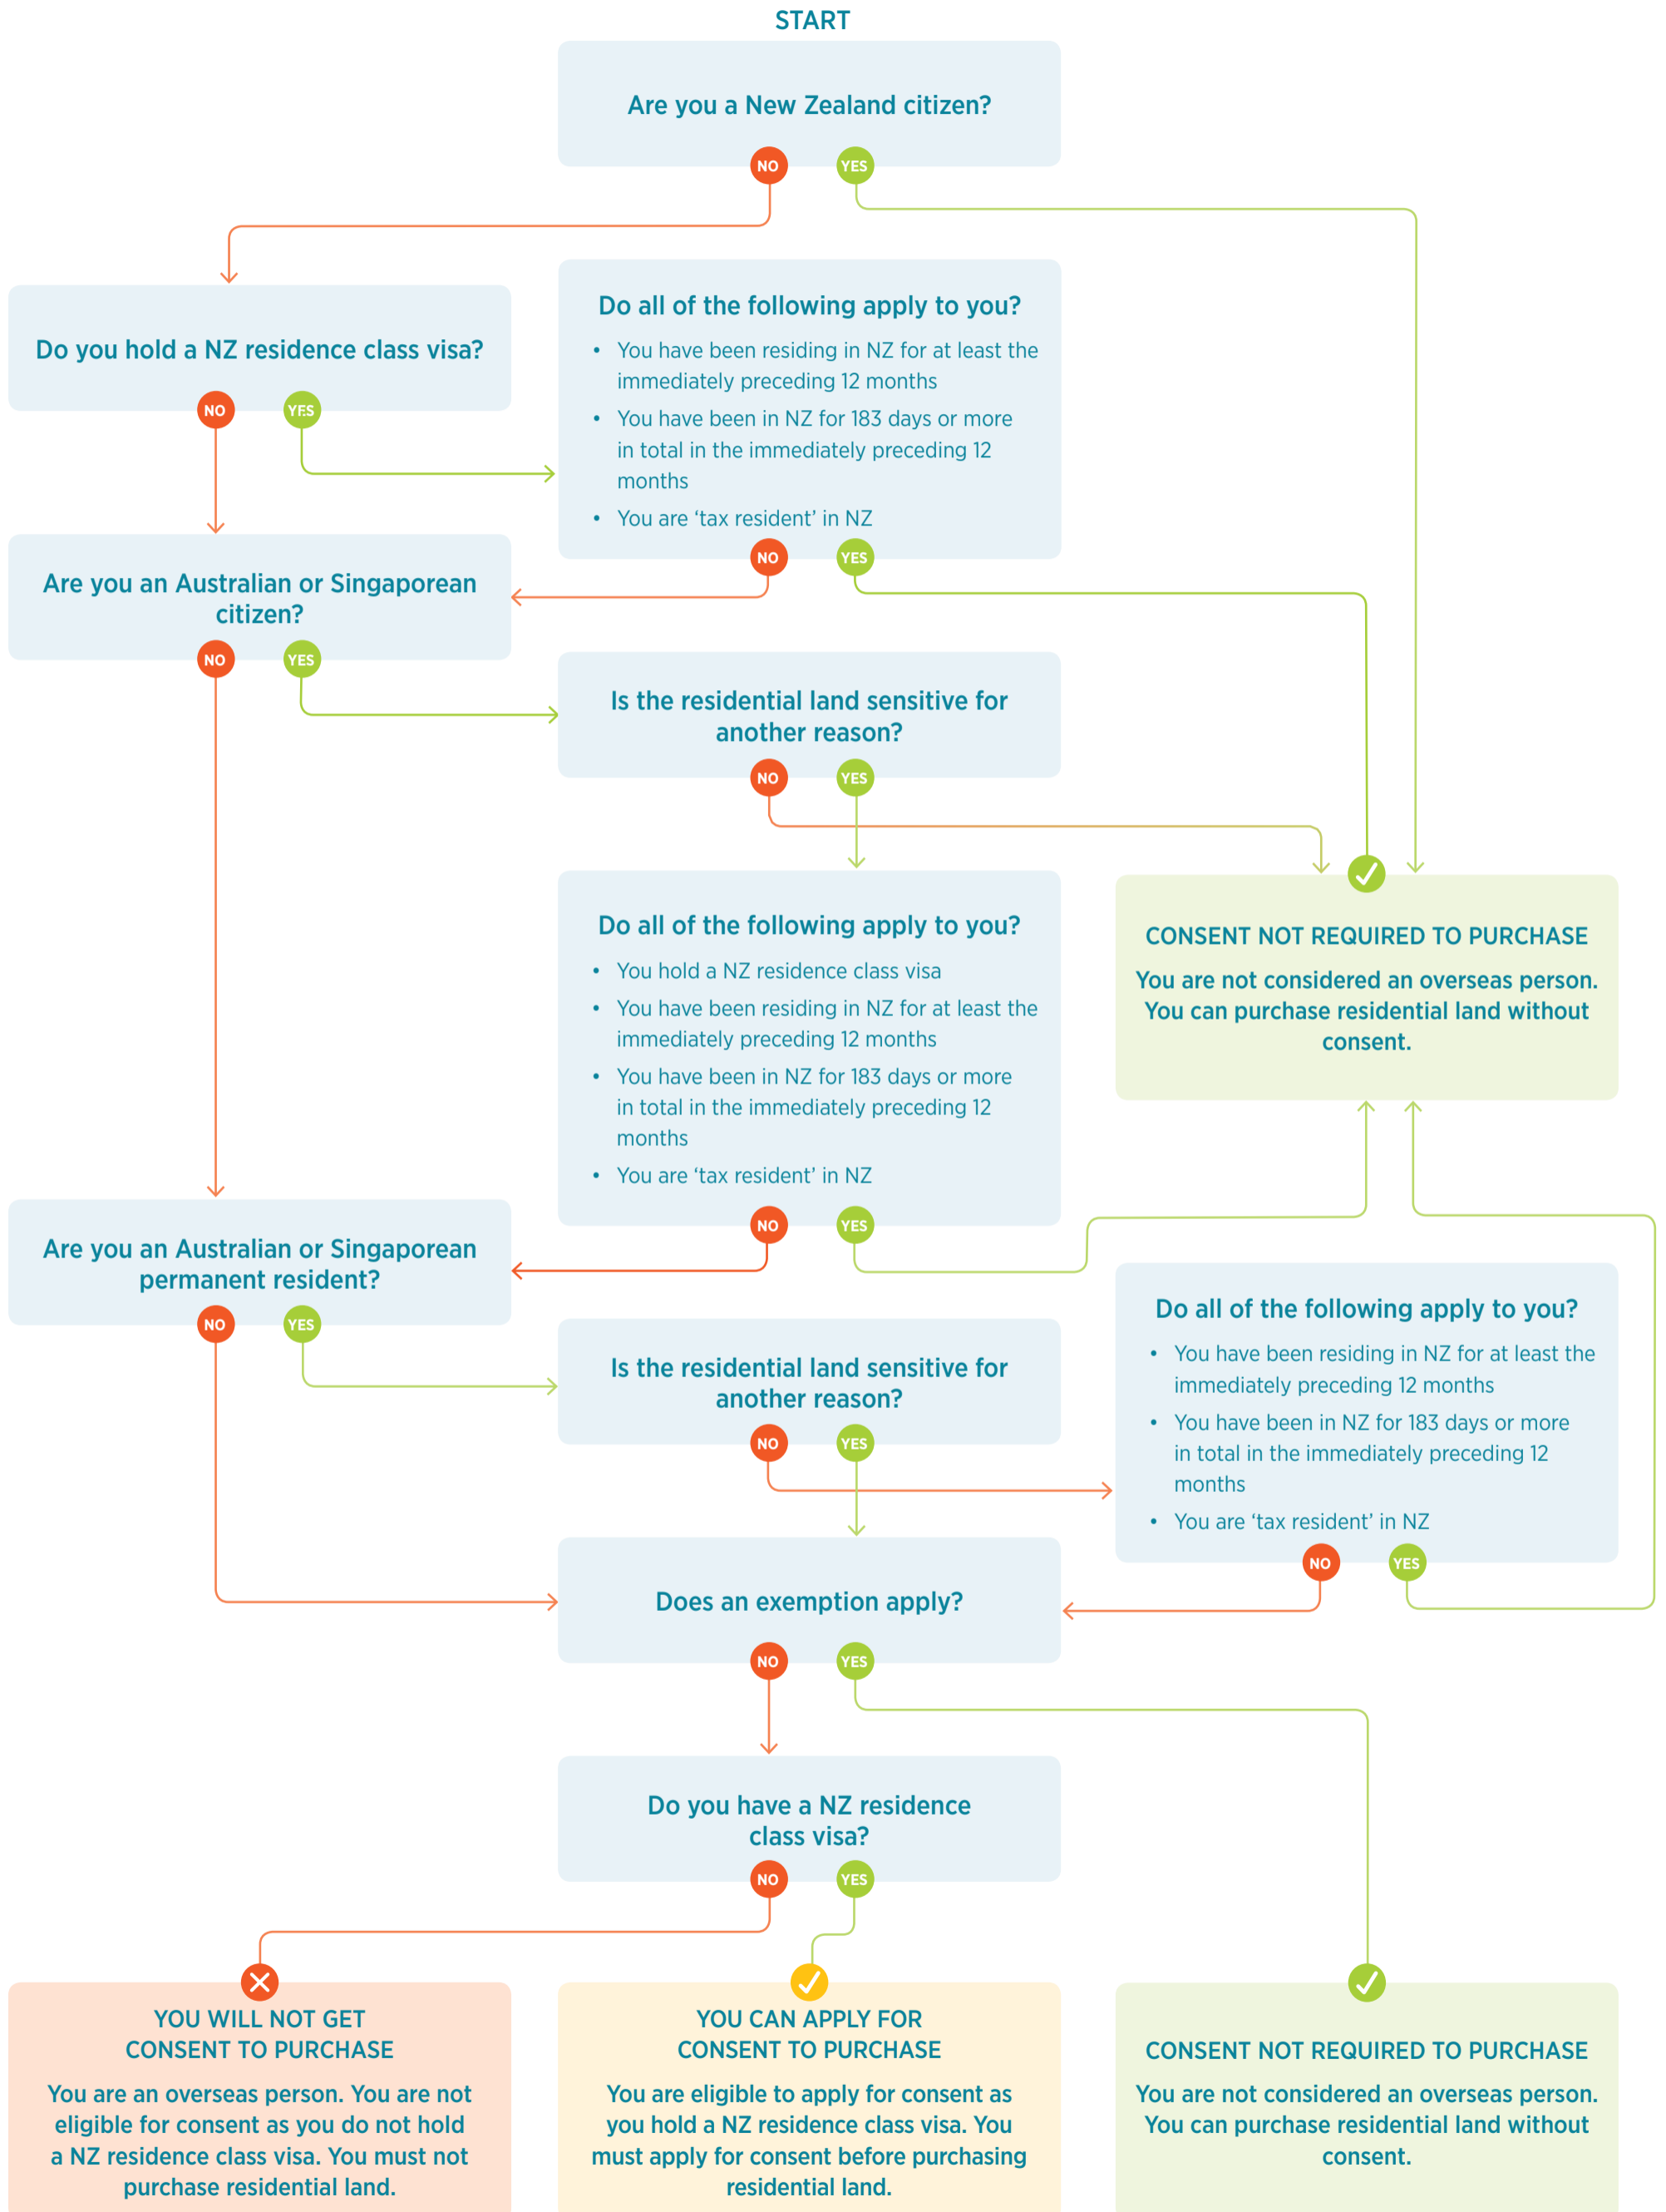 START
Are you a New Zealand citizen?
NO
YES
Do you hold a NZ residence class visa?
NO
YES
Do all of the following apply to you?
• You have been residing in NZ for at least the
immediately preceding 12 months
• You have been in NZ for 183 days or more
in total in the immediately preceding 12
months
• You are ‘tax resident’ in NZ
NO
YES
Are you an Australian or Singaporean
citizen?
NO
YES
Is the residential land sensitive for
another reason?
NO
YES
Do all of the following apply to you?
• You hold a NZ residence class visa
• You have been residing in NZ for at least the
immediately preceding 12 months
• You have been in NZ for 183 days or more
in total in the immediately preceding 12
months
• You are ‘tax resident’ in NZ
NO
YES
CONSENT NOT REQUIRED TO PURCHASE
You are not considered an overseas person.
You can purchase residential land without
consent.
Are you an Australian or Singaporean
permanent resident?
NO
YES
Is the residential land sensitive for
another reason?
NO
YES
Do all of the following apply to you?
• You have been residing in NZ for at least the
immediately preceding 12 months
• You have been in NZ for 183 days or more
in total in the immediately preceding 12
months
• You are ‘tax resident’ in NZ
NO
YES
Does an exemption apply?
NO
YES
Do you have a NZ residence
class visa?
NO
YES
YOU WILL NOT GET
CONSENT TO PURCHASE
You are an overseas person. You are not
eligible for consent as you do not hold
a NZ residence class visa. You must not
purchase residential land.
YOU CAN APPLY FOR
CONSENT TO PURCHASE
You are eligible to apply for consent as
you hold a NZ residence class visa. You
must apply for consent before purchasing
residential land.
CONSENT NOT REQUIRED TO PURCHASE
You are not considered an overseas person.
You can purchase residential land without
consent.